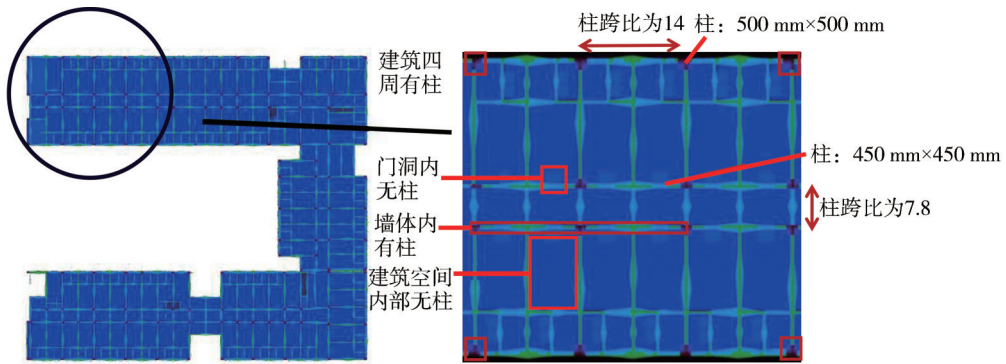 柱跨比为14
柱：500 mm×500 mm
建筑四
周有柱
门洞内
无柱
柱：450 mm×450 mm
墙体内
有柱
柱跨比为7.8
建筑空间
内部无柱